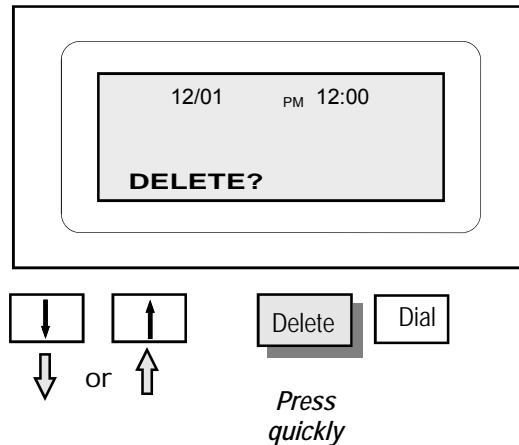 12/01 PM 12:00
DELETE?
Delete Dial
or
Press
quickly